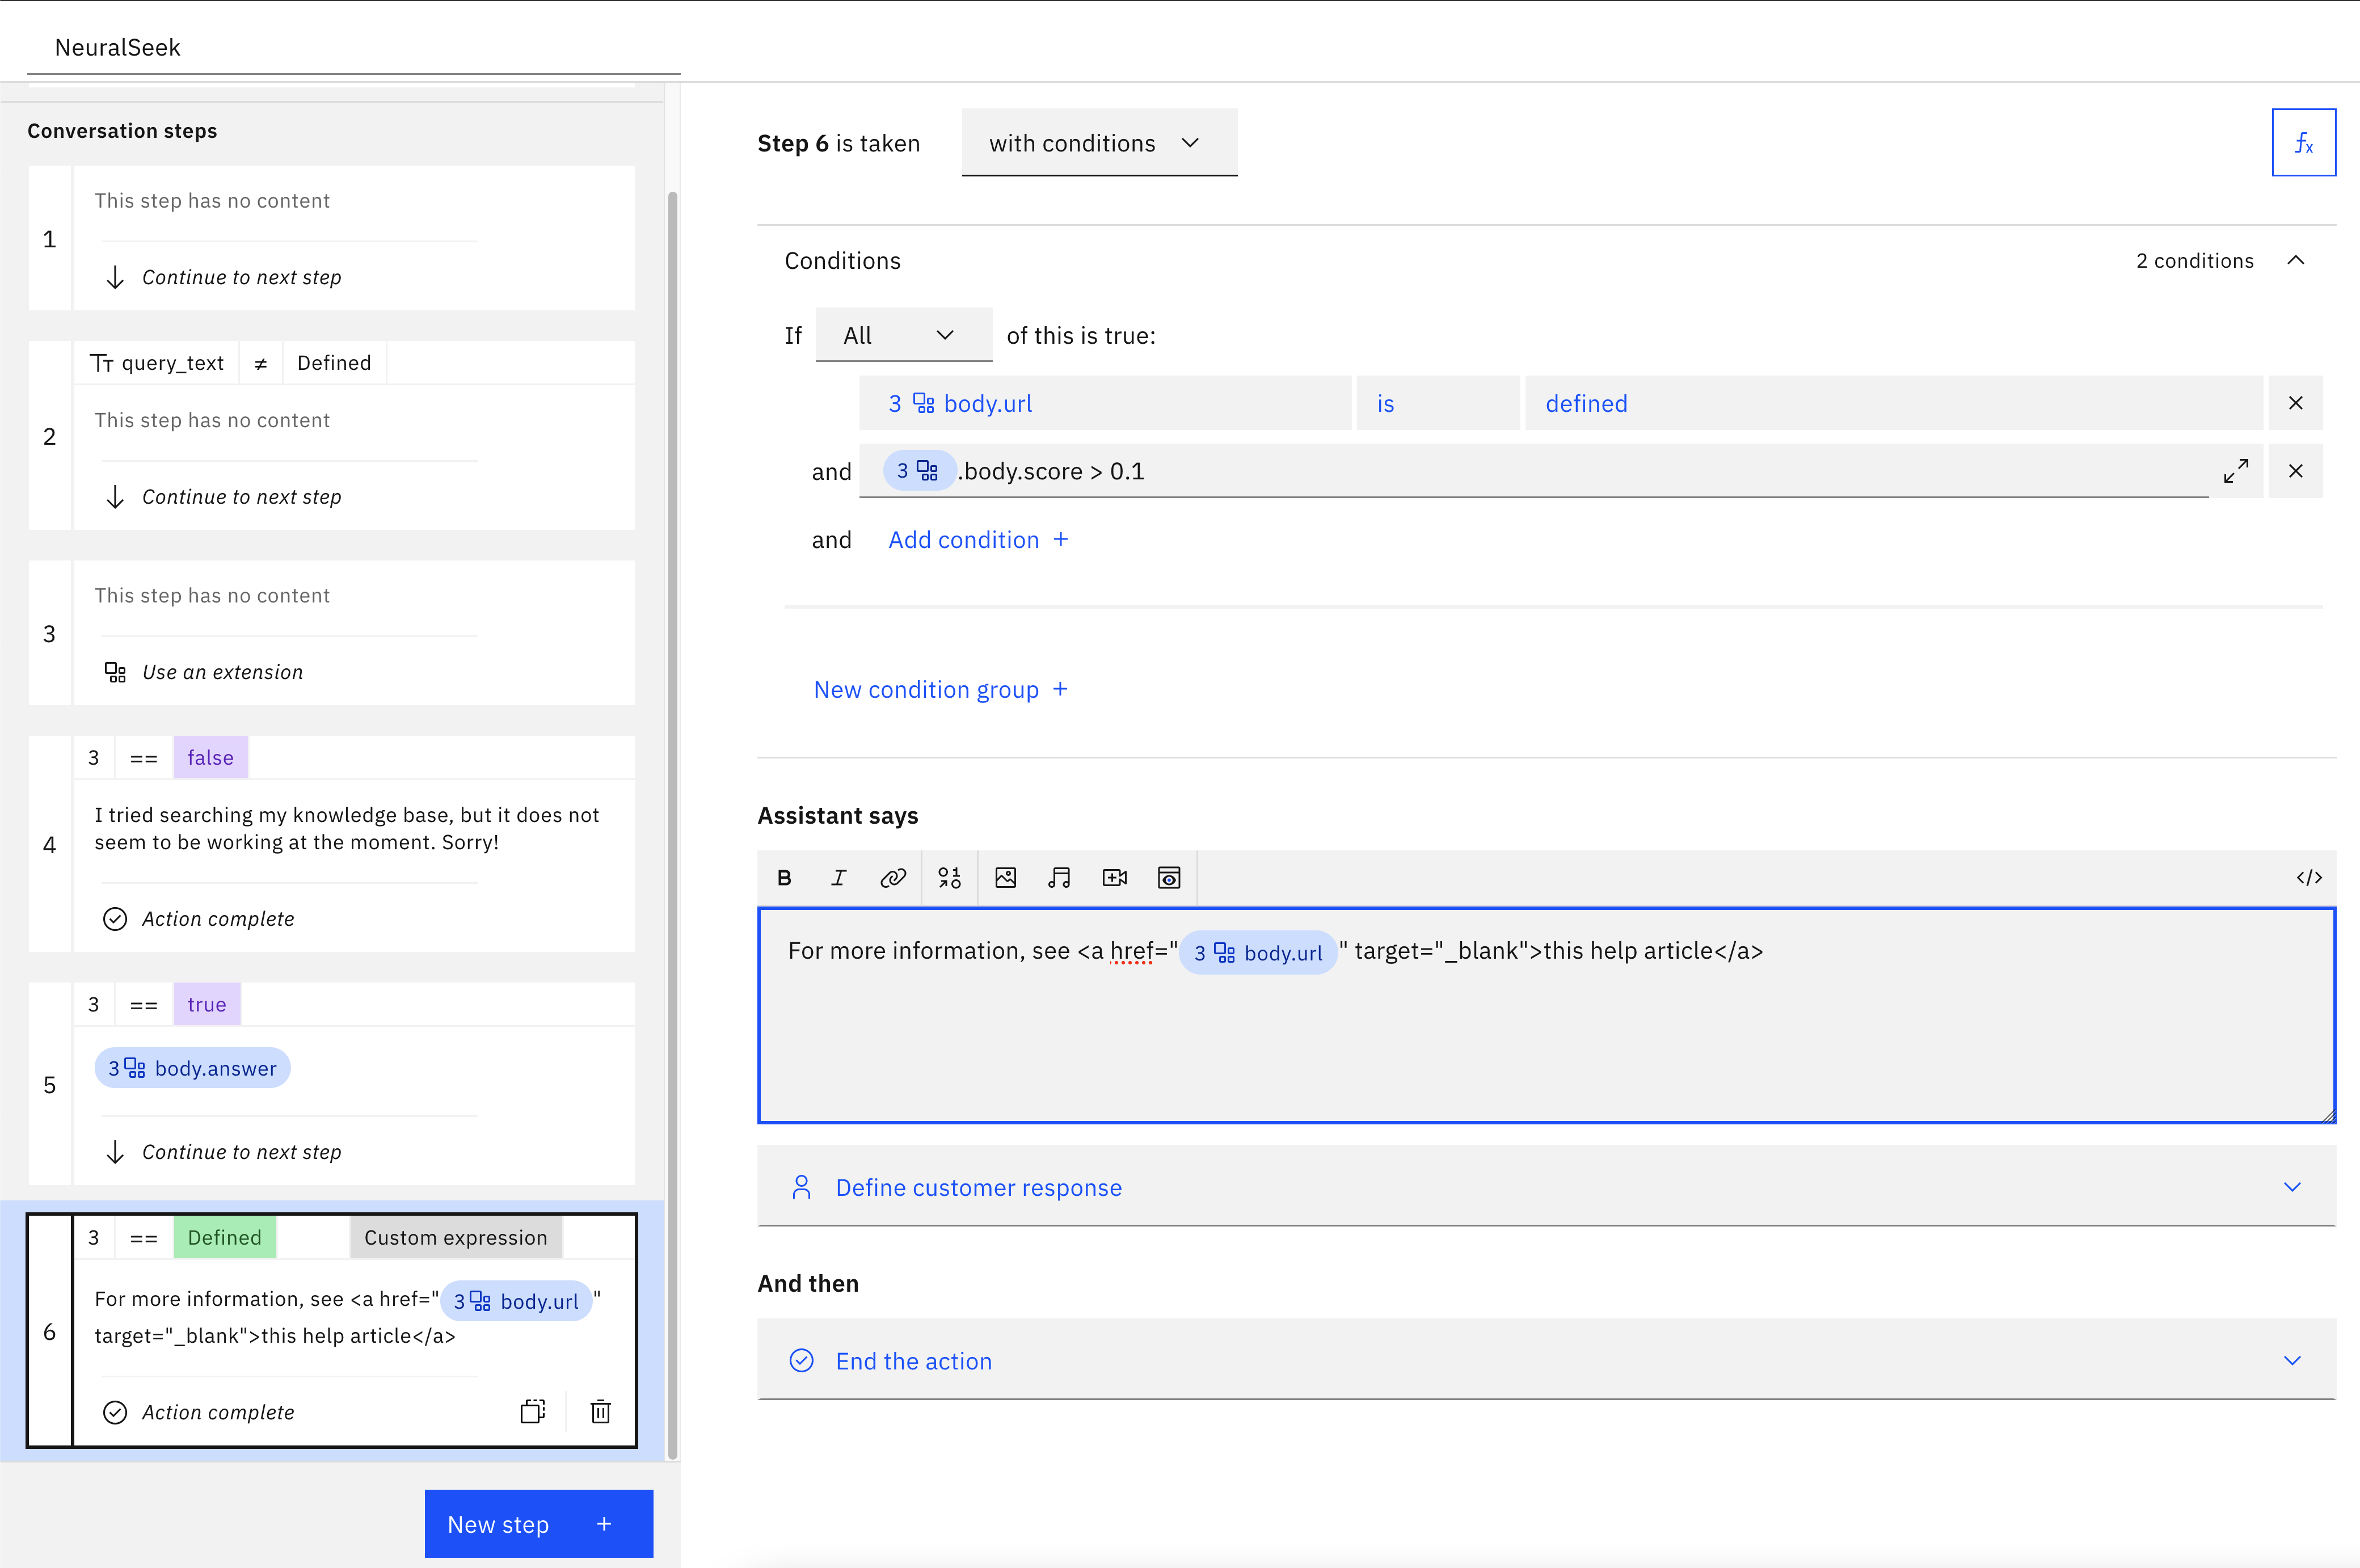 NeuralSeek
Conversation steps
1
This step has no content
Continue to next step
2
query_text ≠ Defined
This step has no content
Continue to next step
3
This step has no content
Use an extension
4
3 == false
I tried searching my knowledge base, but it does not
seem to be working at the moment. Sorry!
Action complete
5
3 == true
3 body.answer
Continue to next step
6
3 == Defined Custom expression
For more information, see <a href="3 body.url"
target="_blank">this help article</a>
Action complete
New step +
Step 6 is taken with conditions
fx
Conditions 2 conditions
If All of this is true:
3 body.url is defined
and 3 .body.score > 0.1
and Add condition +
New condition group +
Assistant says
B I </>
For more information, see <a href="3 body.url" target="_blank">this help article</a>
Define customer response
And then
End the action